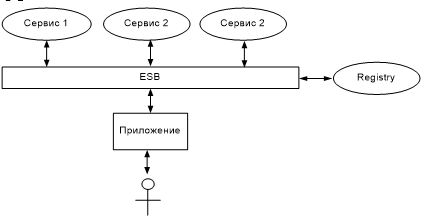 Сервис 1
Сервис 2
Сервис 2
ESB
Registry
Приложение